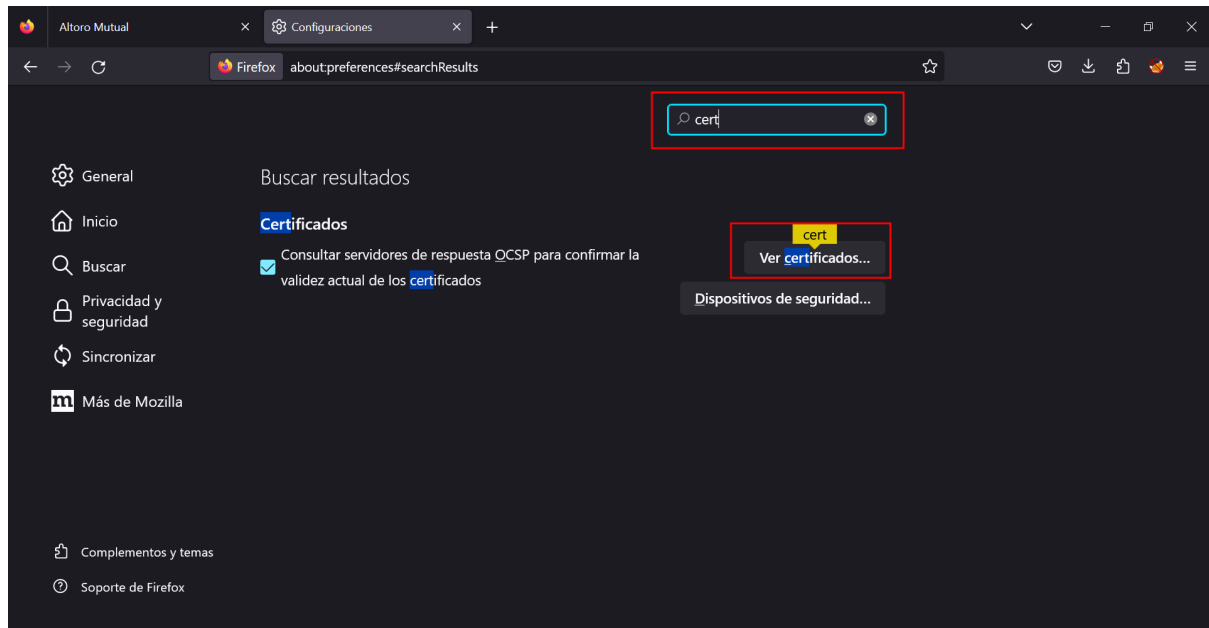 Altoro Mutual
Configuraciones
Firefox about:preferences#searchResults
cert
General
Inicio
Buscar
Privacidad y
seguridad
Sincronizar
Más de Mozilla
Buscar resultados
Certificados
Consultar servidores de respuesta OCSP para confirmar la
validez actual de los certificados
cert
Ver certificados...
Dispositivos de seguridad...
Complementos y temas
Soporte de Firefox